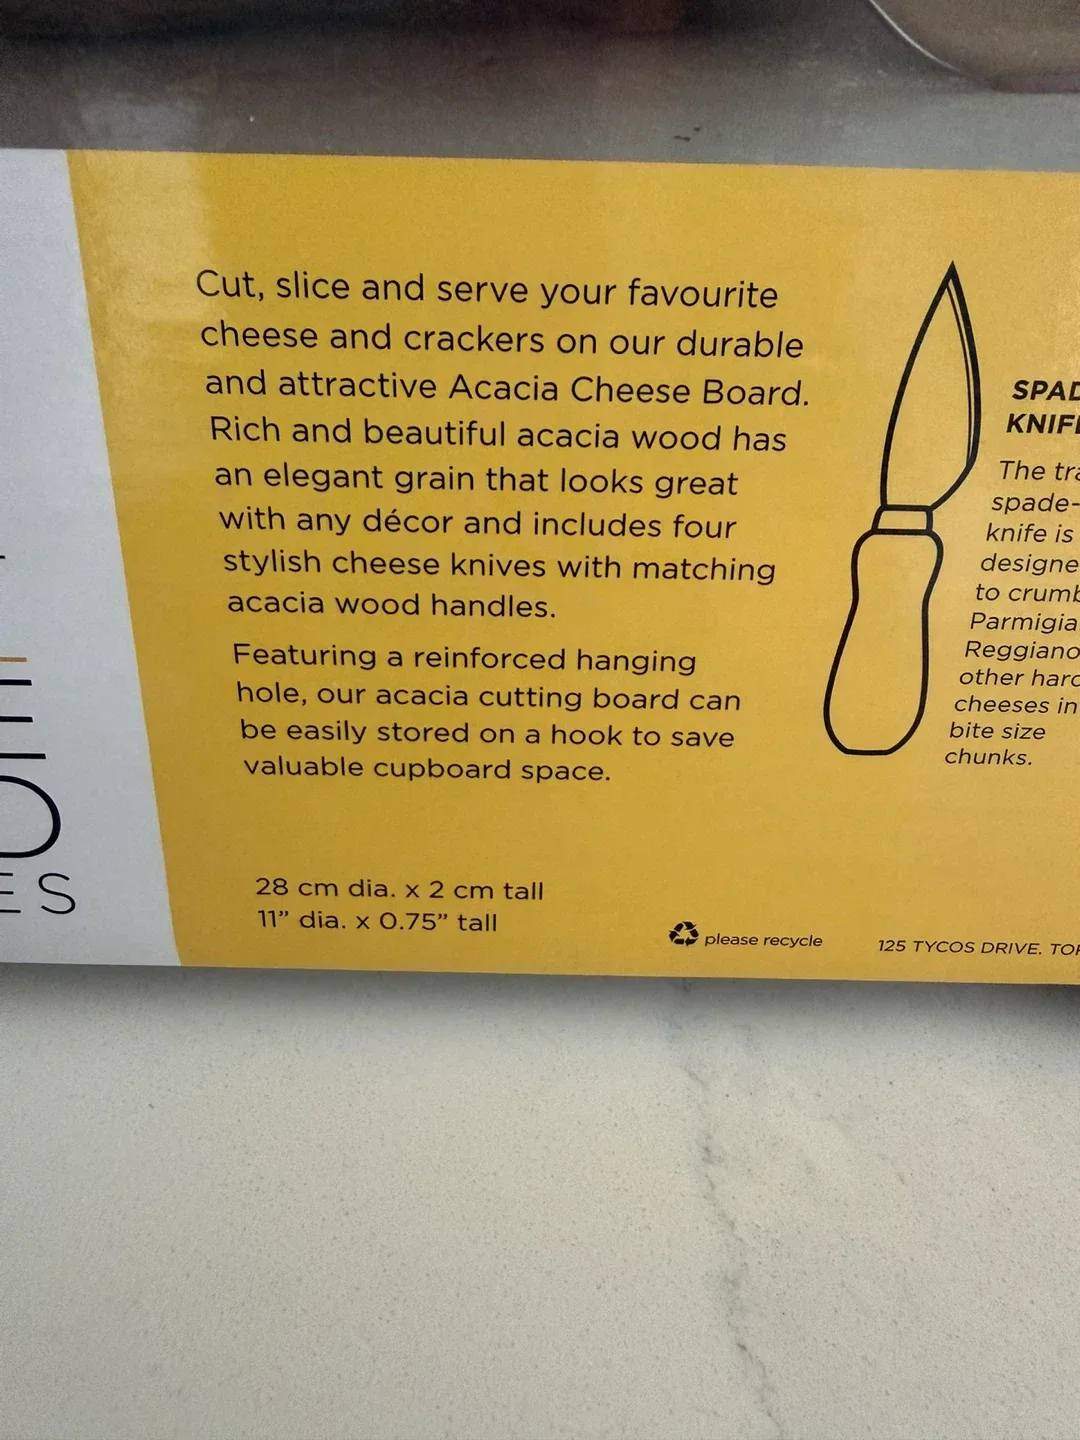 Cut, slice and serve your favourite
cheese and crackers on our durable
and attractive Acacia Cheese Board.
Rich and beautiful acacia wood has
an elegant grain that looks great
with any décor and includes four
stylish cheese knives with matching
acacia wood handles.
Featuring a reinforced hanging
hole, our acacia cutting board can
be easily stored on a hook to save
valuable cupboard space.
28 cm dia. x 2 cm tall
11” dia. x 0.75” tall
please recycle
The
spade-
knife is
to
Reggiano
other
cheeses in
bite size
chunks.
125 TYCOS DRIVE.